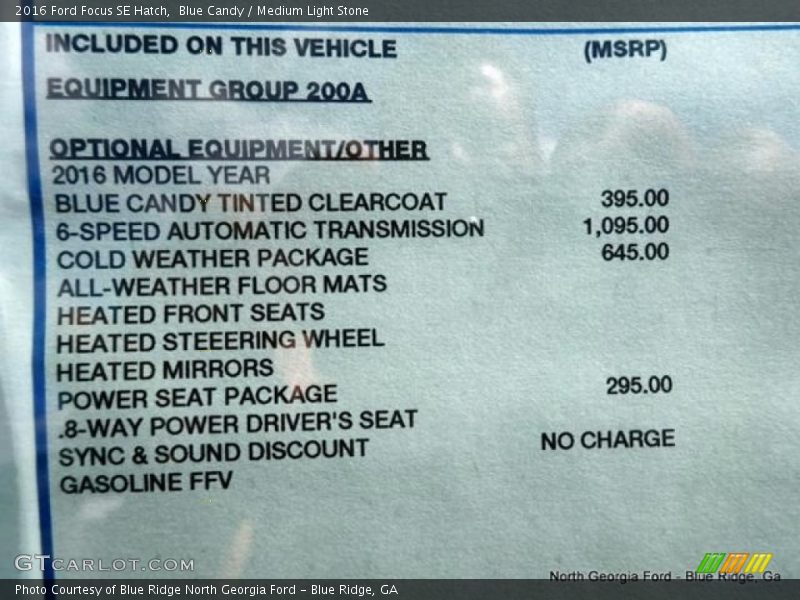 2016 Ford Focus SE Hatch, Blue Candy / Medium Light Stone
INCLUDED ON THIS VEHICLE (MSRP)
EQUIPMENT GROUP 200A
OPTIONAL EQUIPMENT/OTHER
2016 MODEL YEAR
BLUE CANDY TINTED CLEARCOAT 395.00
6-SPEED AUTOMATIC TRANSMISSION 1,095.00
COLD WEATHER PACKAGE 645.00
ALL-WEATHER FLOOR MATS
HEATED FRONT SEATS
HEATED STEEERING WHEEL
HEATED MIRRORS
POWER SEAT PACKAGE 295.00
.8-WAY POWER DRIVER'S SEAT
SYNC & SOUND DISCOUNT NO CHARGE
GASOLINE FFV
GTCARLOT.COM
North Georgia Ford - Blue Ridge, Ga
Photo Courtesy of Blue Ridge North Georgia Ford – Blue Ridge, GA